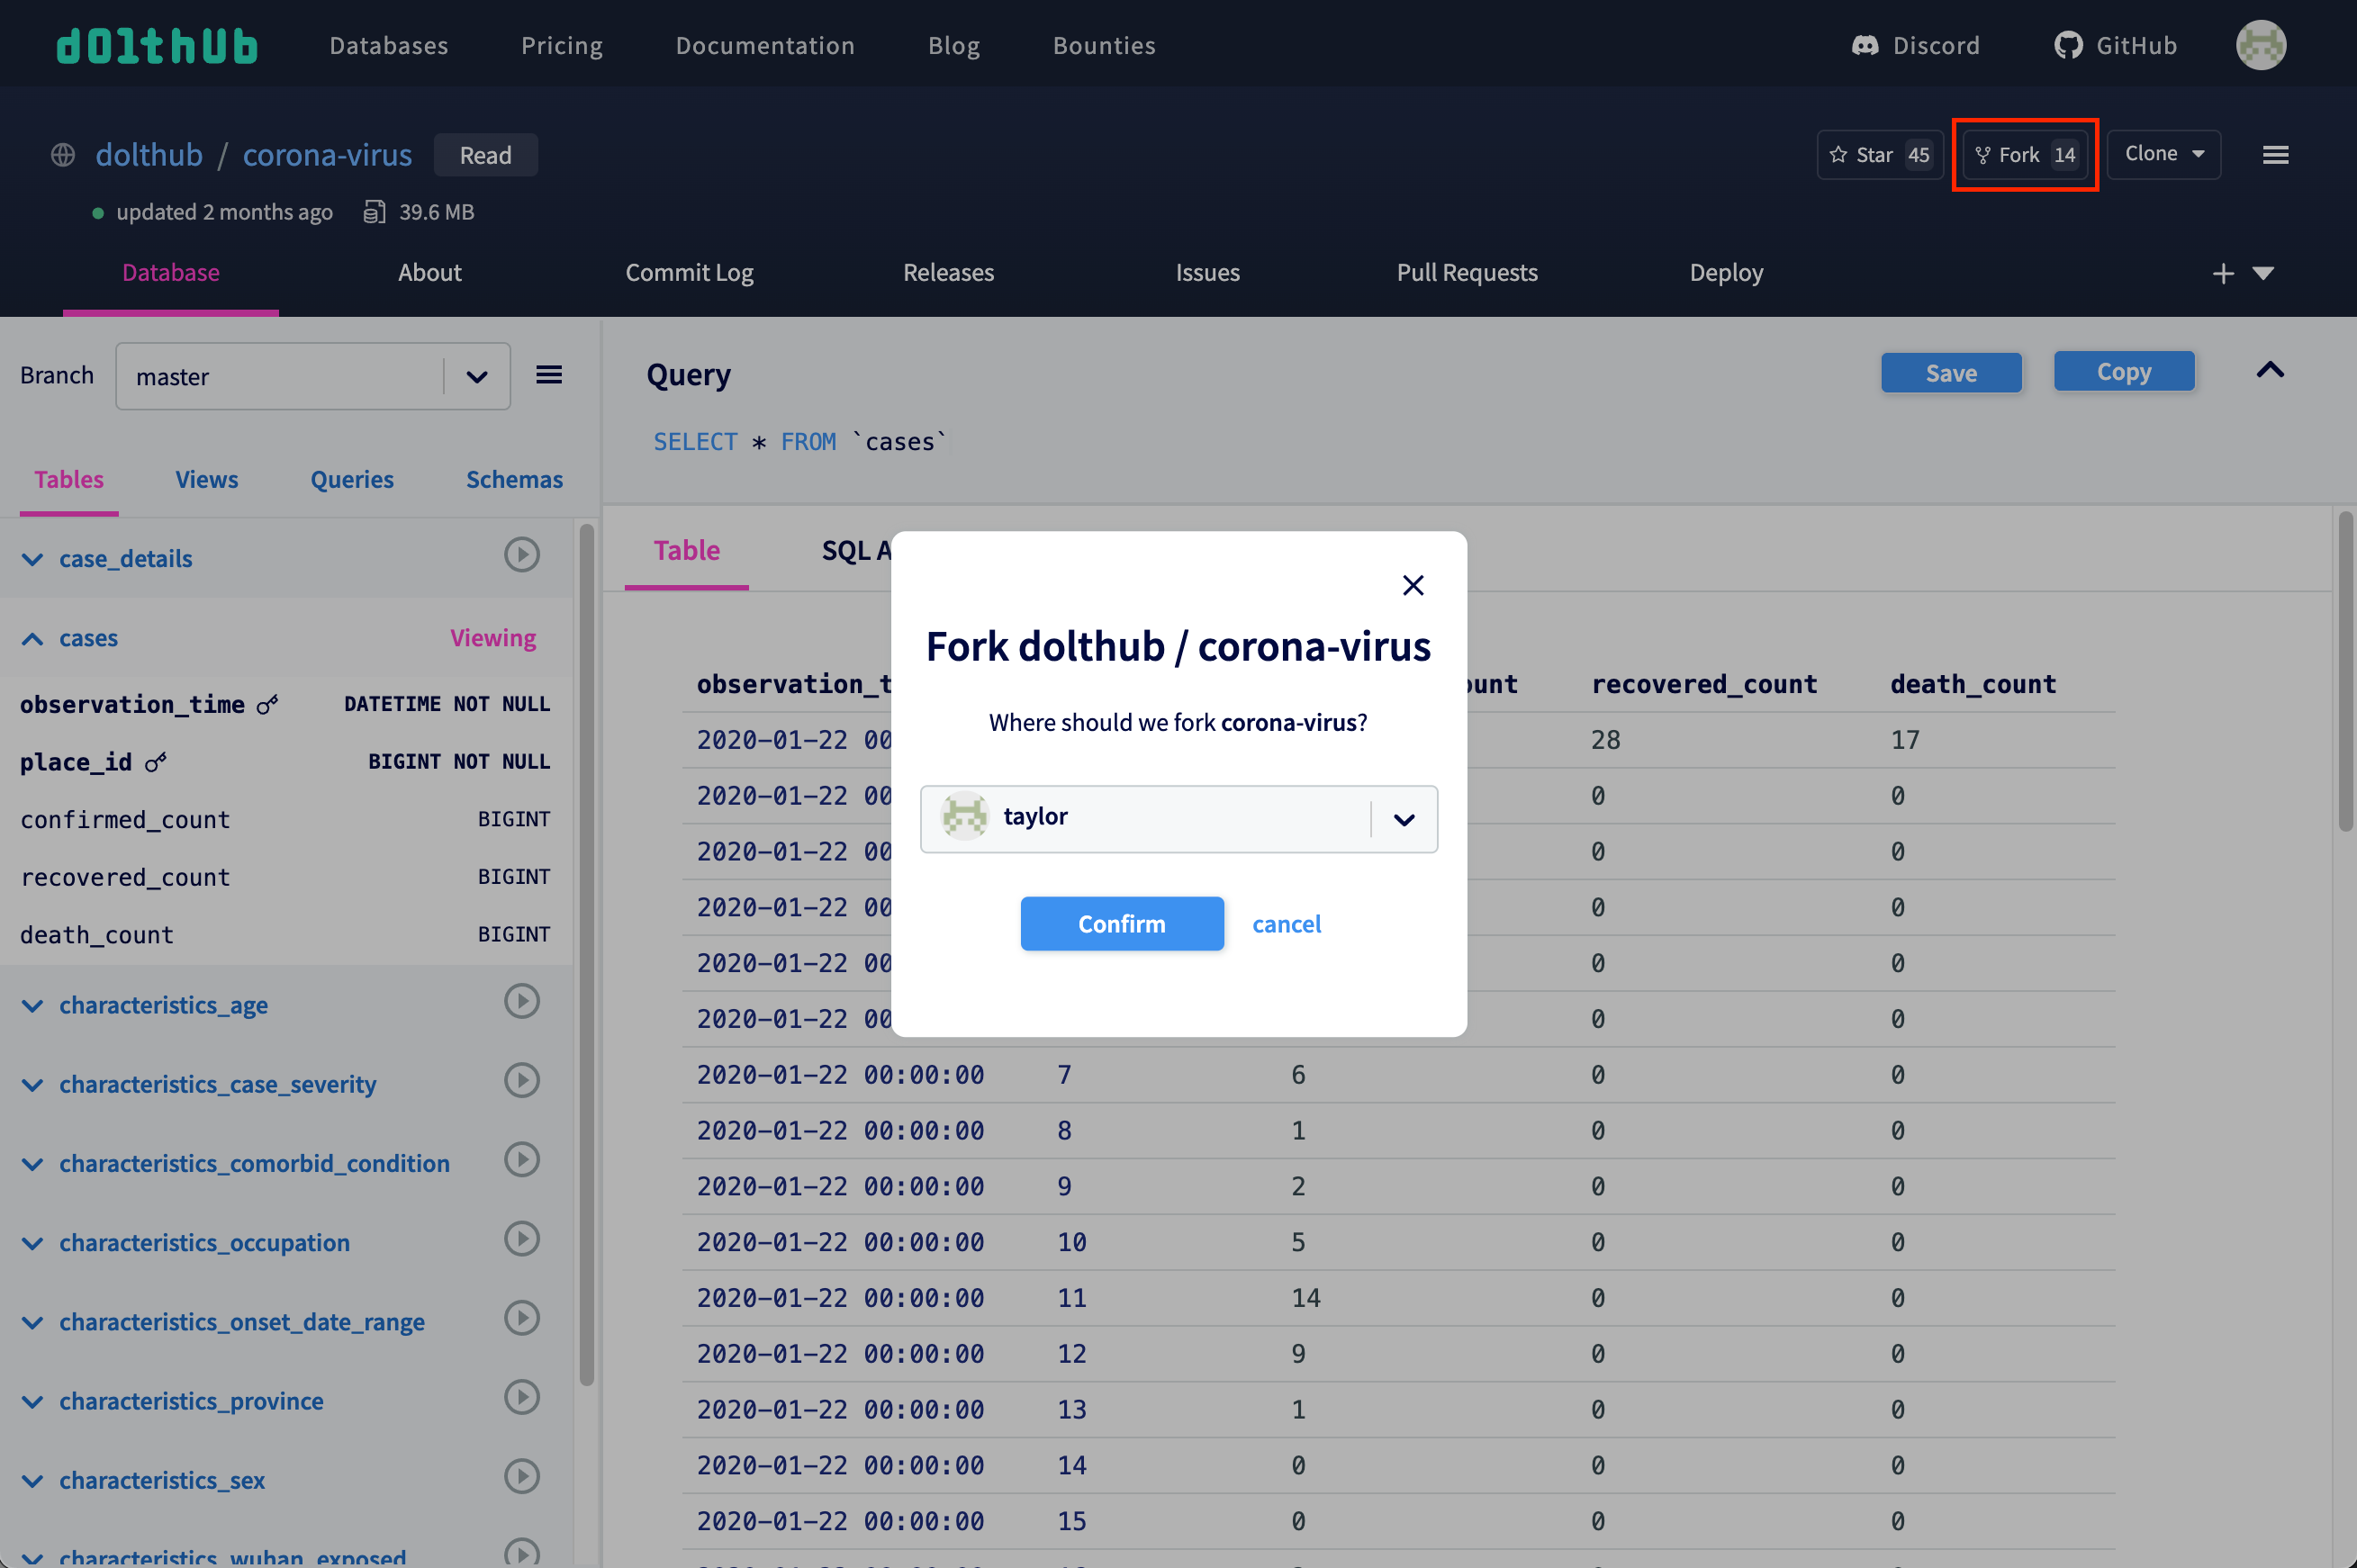 dolthub Databases Pricing Documentation Blog Bounties Discord GitHub
dolthub / corona-virus Read Star 45 Fork 14 Clone
updated 2 months ago 39.6 MB
Database About Commit Log Releases Issues Pull Requests Deploy
Branch master
Tables Views Queries Schemas
case_details
cases Viewing
observation_time DATETIME NOT NULL
place_id BIGINT NOT NULL
confirmed_count BIGINT
recovered_count BIGINT
death_count BIGINT
characteristics_age
characteristics_case_severity
characteristics_comorbid_condition
characteristics_occupation
characteristics_onset_date_range
characteristics_province
characteristics_sex
characteristics_wuhan_exposed
Query Save Copy
SELECT * FROM `cases`
Table SQL A
Fork dolthub / corona-virus
Where should we fork corona-virus?
taylor
Confirm cancel
observation_t ount recovered_count death_count
2020-01-22 00 28 17
2020-01-22 00 0 0
2020-01-22 00 0 0
2020-01-22 00 0 0
2020-01-22 00 0 0
2020-01-22 00 0 0
2020-01-22 00:00:00 7 6 0 0
2020-01-22 00:00:00 8 1 0 0
2020-01-22 00:00:00 9 2 0 0
2020-01-22 00:00:00 10 5 0 0
2020-01-22 00:00:00 11 14 0 0
2020-01-22 00:00:00 12 9 0 0
2020-01-22 00:00:00 13 1 0 0
2020-01-22 00:00:00 14 0 0 0
2020-01-22 00:00:00 15 0 0 0